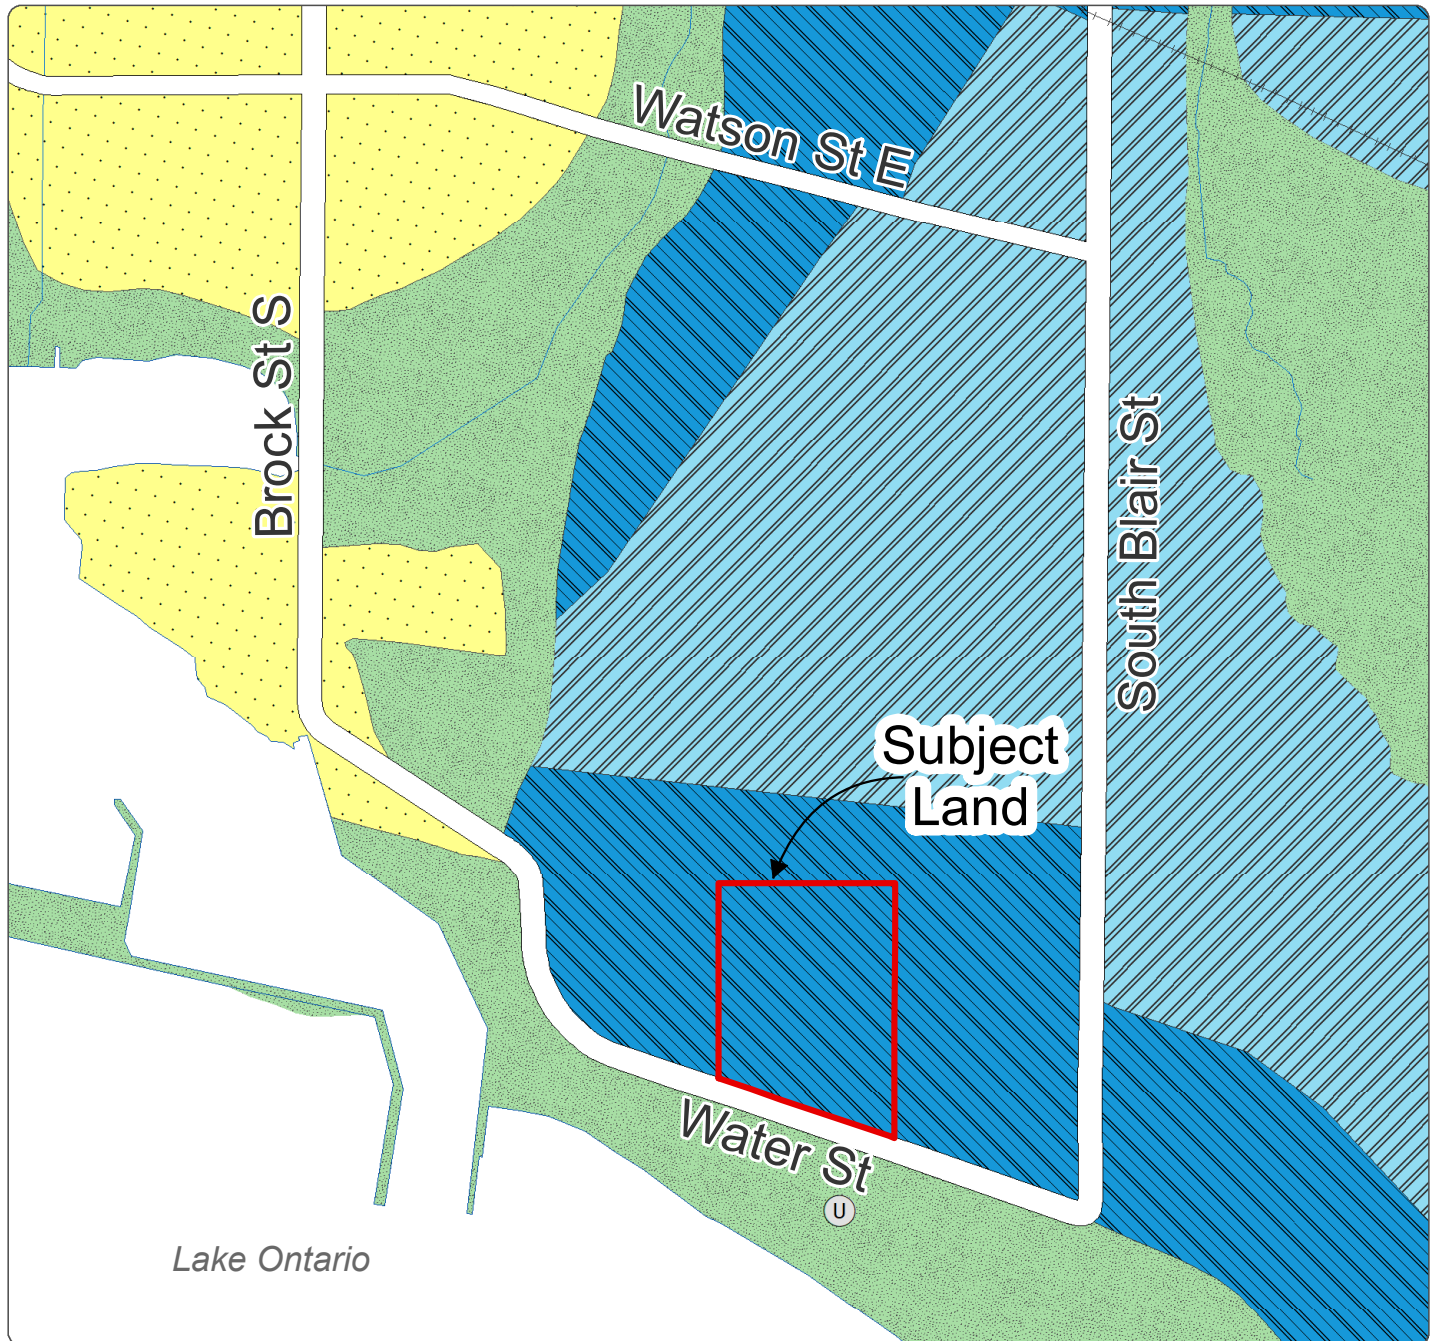 Watson St E
Brock St S
South Blair St
Subject
Land
Water St
U
Lake Ontario